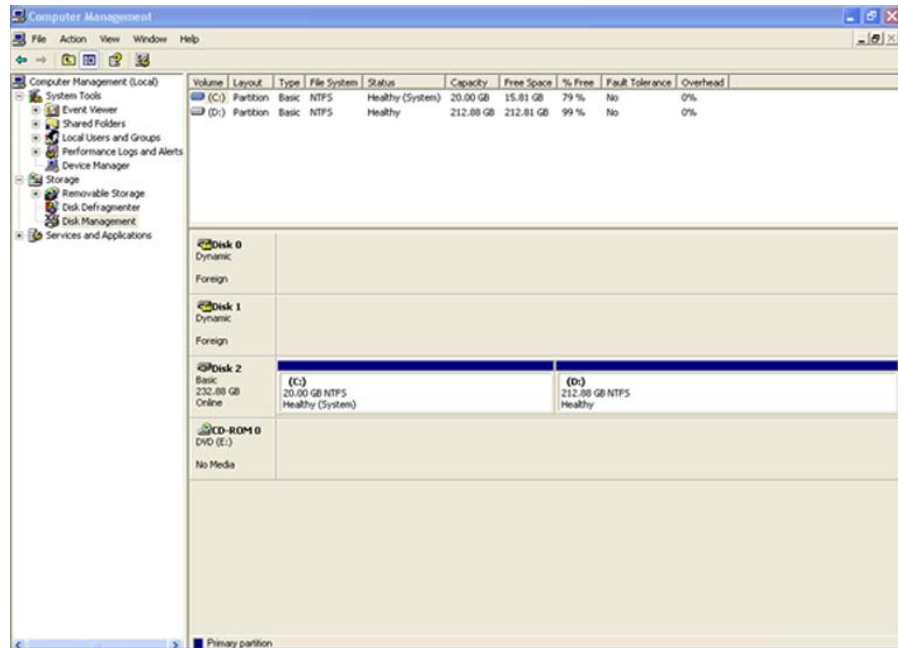 Computer Management
File Action View Window Help
Computer Management (Local)
System Tools
Event Viewer
Shared Folders
Local Users and Groups
Performance Logs and Alerts
Device Manager
Storage
Removable Storage
Disk Defragmenter
Disk Management
Services and Applications
Volume Layout Type File System Status Capacity Free Space % Free Fault Tolerance Overhead
(C:) Partition Basic NTFS Healthy (System) 20.00 GB 15.81 GB 79 % No 0%
(D:) Partition Basic NTFS Healthy 212.88 GB 212.81 GB 99 % No 0%
Disk 0
Dynamic
Foreign
Disk 1
Dynamic
Foreign
Disk 2
Basic
232.88 GB
Online
(C:)
20.00 GB NTFS
Healthy (System)
(D:)
212.88 GB NTFS
Healthy
CD-ROM 0
DVD (E:)
No Media
Primary partition